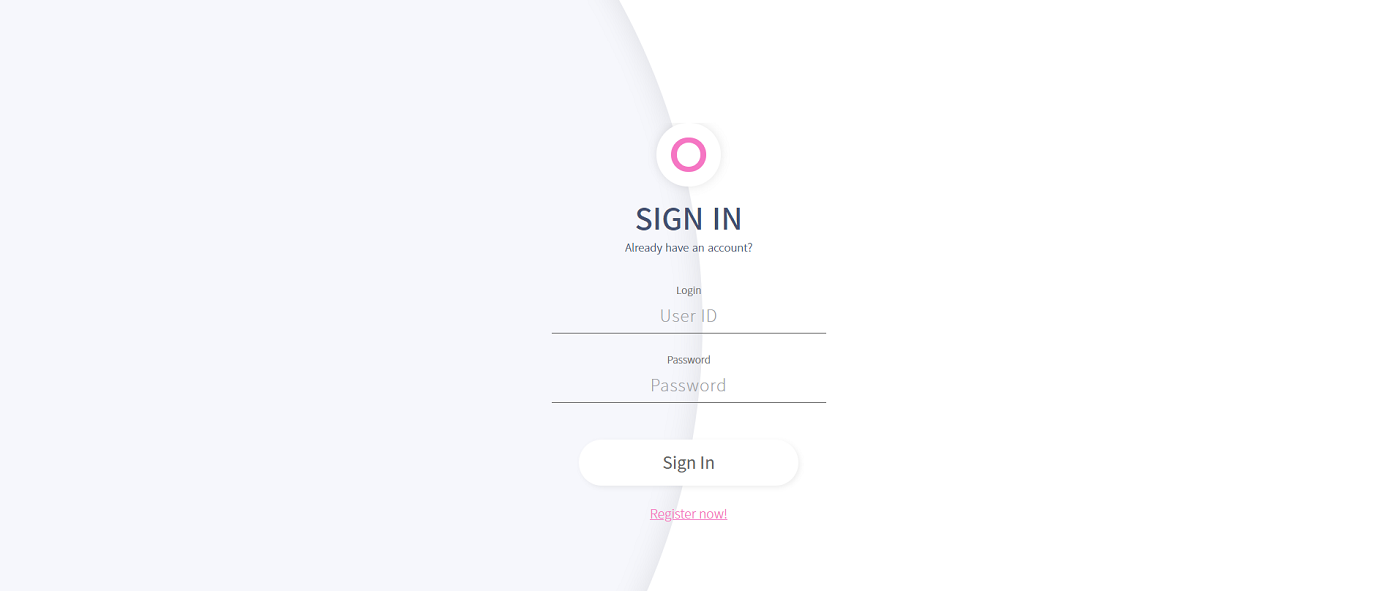 SIGN IN
Already have an account?
Login
User ID
Password
Password
Sign In
Register now!